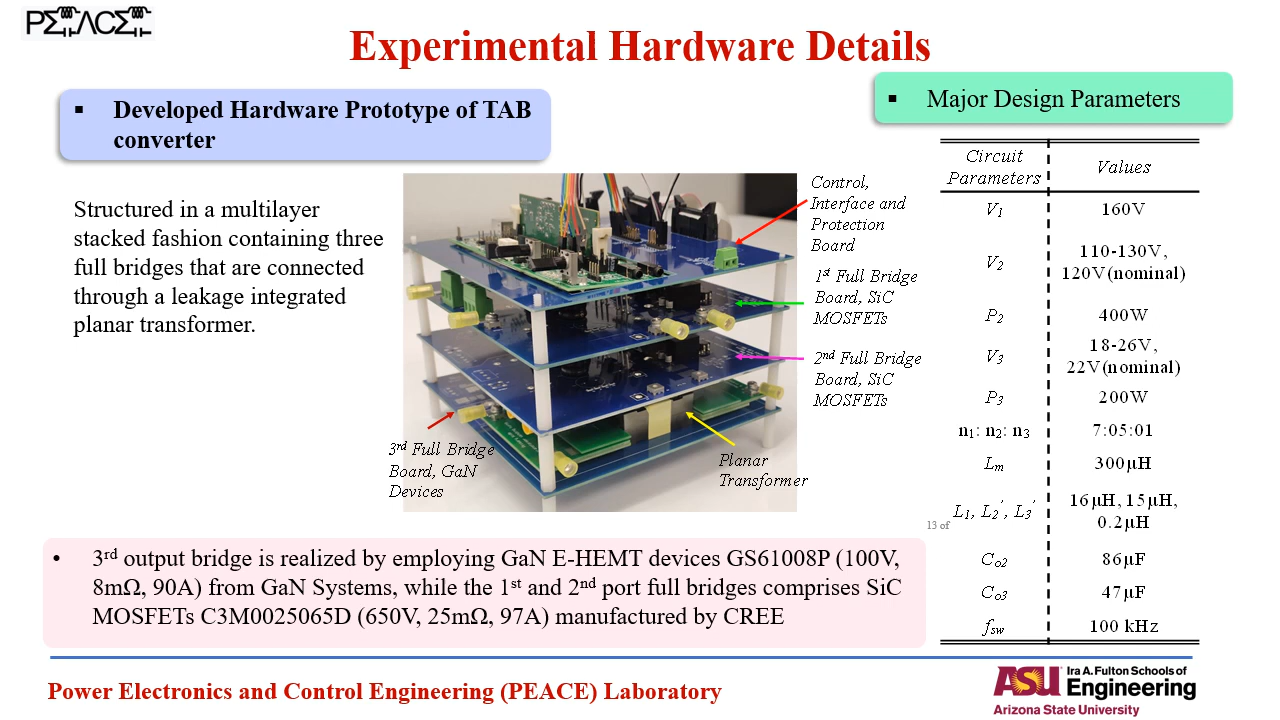 PEACE
Experimental Hardware Details
▪ Developed Hardware Prototype of TAB
converter
▪ Major Design Parameters
Structured in a multilayer
stacked fashion containing three
full bridges that are connected
through a leakage integrated
planar transformer.
Control,
Interface and
Protection
Board
1st Full Bridge
Board, SiC
MOSFETs
2nd Full Bridge
Board, SiC
MOSFETs
3rd Full Bridge
Board, GaN
Devices
Planar
Transformer
Circuit Parameters Values
V1 160V
V2 110-130V, 120V(nominal)
P2 400W
V3 18-26V, 22V(nominal)
P3 200W
n1: n2: n3 7:05:01
Lm 300µH
L1, L2′, L3′ 16µH, 15µH, 0.2µH
Co2 86µF
Co3 47µF
fsw 100 kHz
13 of
• 3rd output bridge is realized by employing GaN E-HEMT devices GS61008P (100V,
8mΩ, 90A) from GaN Systems, while the 1st and 2nd port full bridges comprises SiC
MOSFETs C3M0025065D (650V, 25mΩ, 97A) manufactured by CREE
Power Electronics and Control Engineering (PEACE) Laboratory
ASU Ira A. Fulton Schools of
Engineering
Arizona State University